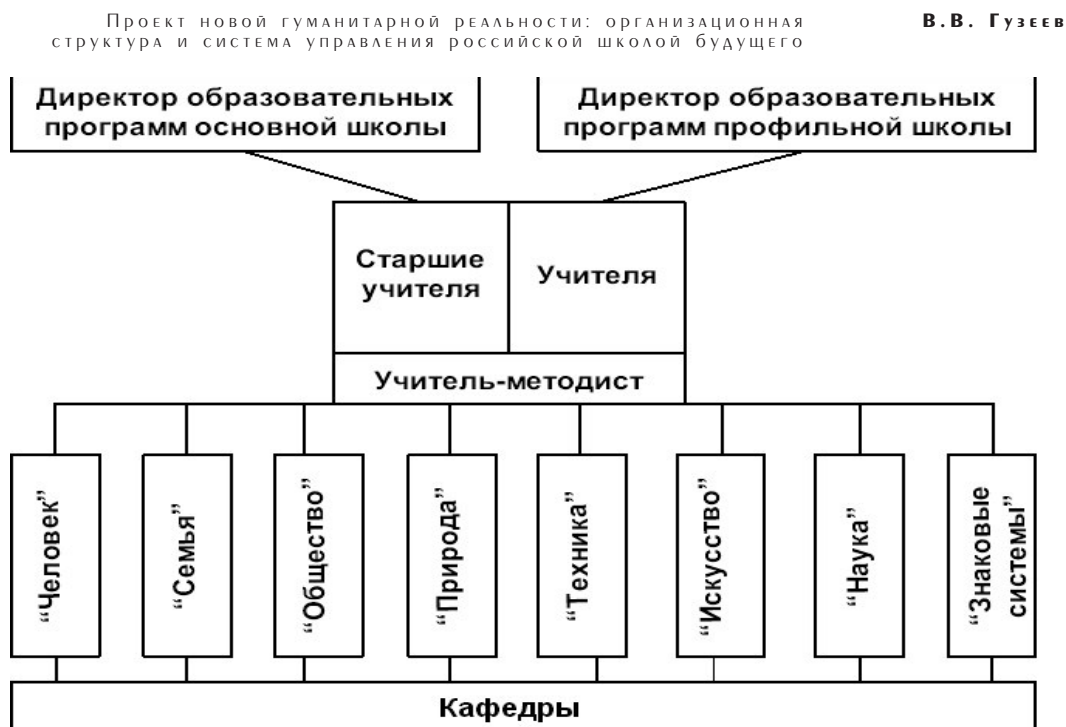 Проект новой гуманитарной реальности: организационная
структура и система управления российской школой будущего
В.В. Гузеев
Директор образовательных
программ основной школы
Директор образовательных
программ профильной школы
Старшие
учителя
Учителя
Учитель-методист
“Человек”
“Семья”
“Общество”
“Природа”
“Техника”
“Искусство”
“Наука”
“Знаковые
системы”
Кафедры